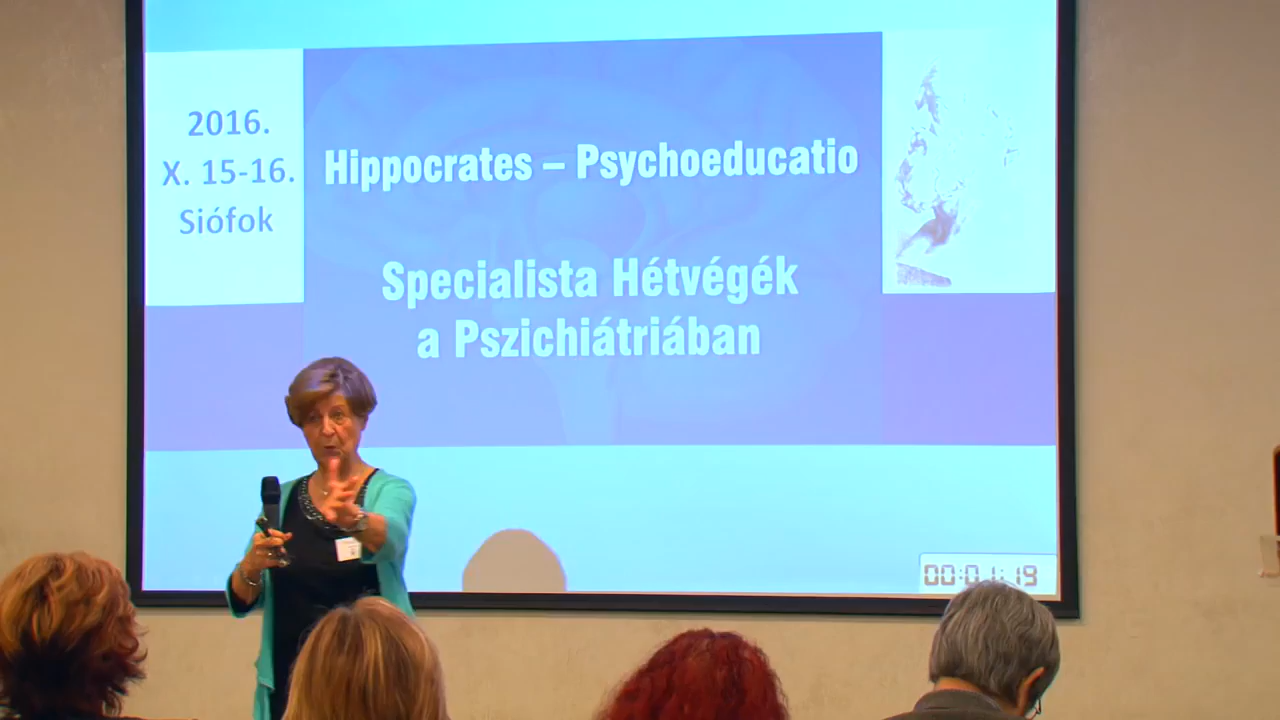 2016.
X. 15-16.
Siófok
Hippocrates – Psychoeducatio
Specialista Hétvégék
a Pszichiátriában
00:01:19